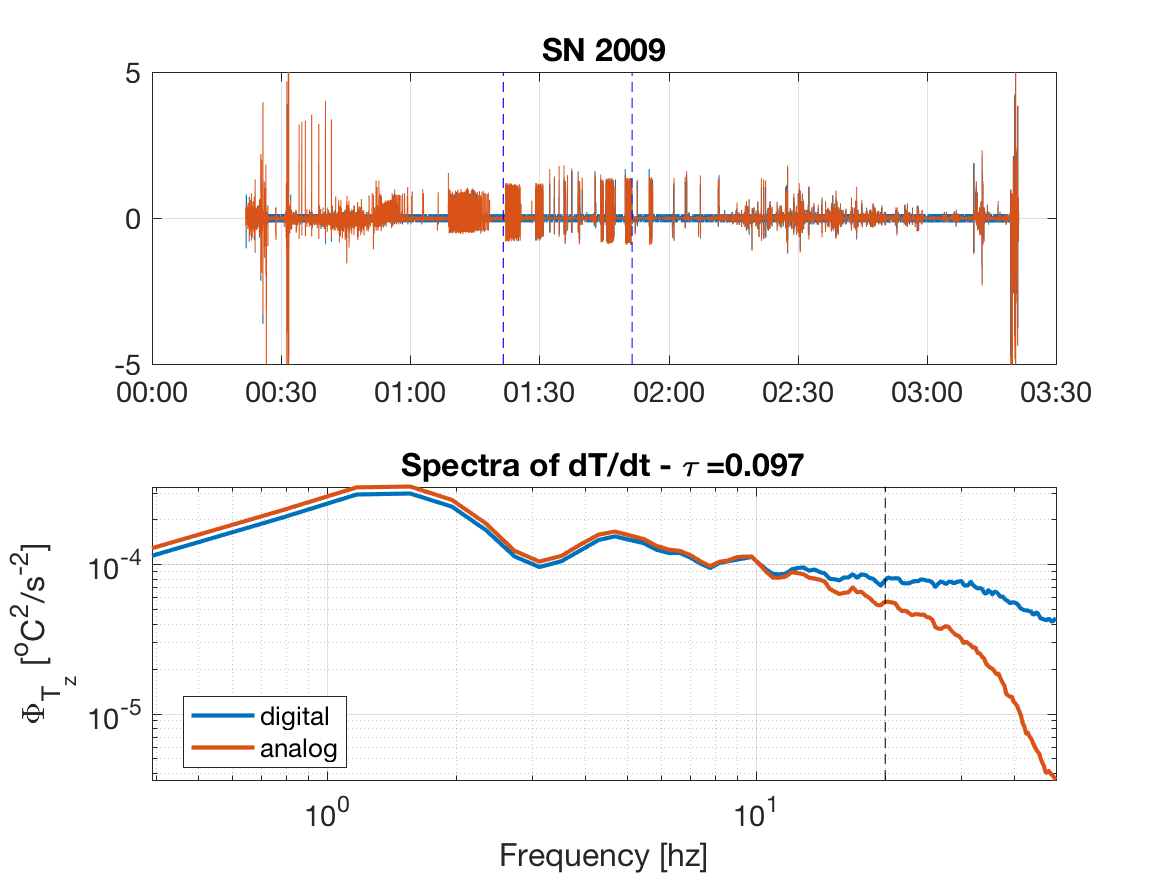 SN 2009
5
0
-5
00:00 00:30 01:00 01:30 02:00 02:30 03:00 03:30
Spectra of dT/dt - τ =0.097
Φ_{T_z} [°C²/s⁻²]
10⁻⁴
10⁻⁵
digital
analog
10⁰ 10¹
Frequency [hz]